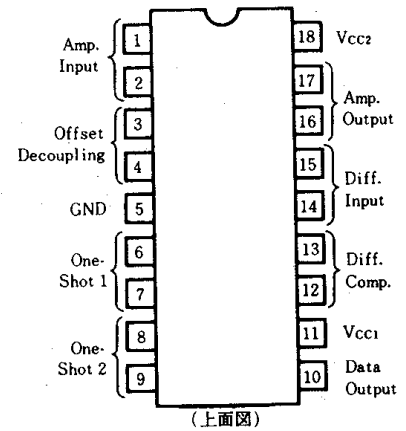 Amp.
Input
1
2
Offset
Decoupling
3
4
GND
5
One-
Shot 1
6
7
One-
Shot 2
8
9
18
VCC2
17
16
Amp.
Output
15
14
Diff.
Input
13
12
Diff.
Comp.
11
VCC1
10
Data
Output
(上面図)